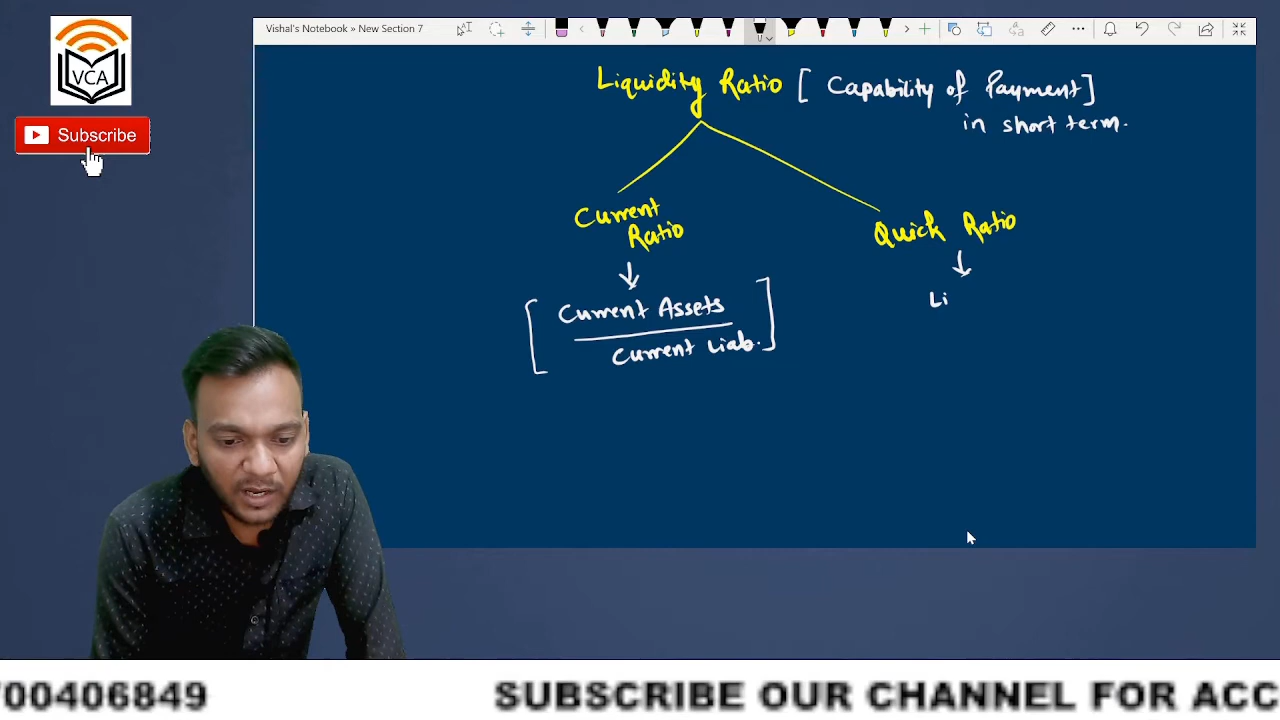 Vishal's Notebook » New Section 7
VCA
Subscribe
Liquidity Ratio [ Capability of Payment ]
in short term.
Current
Ratio
Quick Ratio
[ Current Assets
Current Liab. ]
Li
700406849 SUBSCRIBE OUR CHANNEL FOR ACC